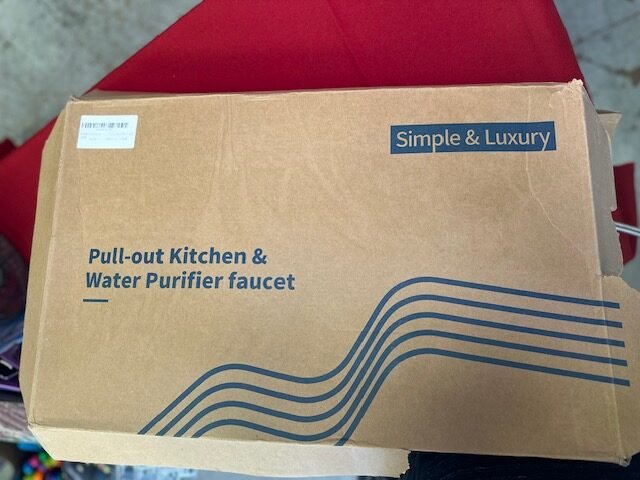 Simple & Luxury
Pull-out Kitchen &
Water Purifier faucet